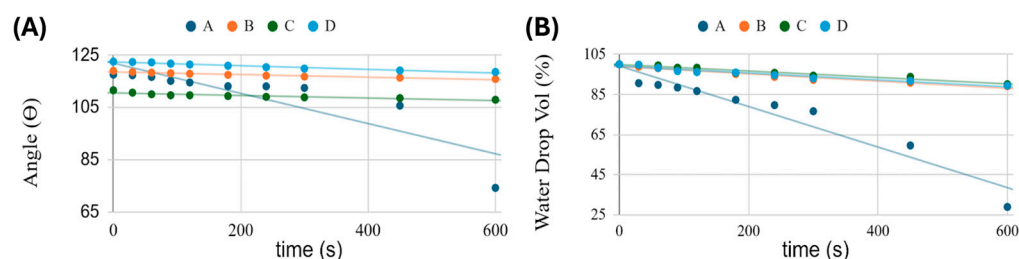 (A)
A B C D
125
105
85
65
0 200 400 600
Angle (Θ)
time (s)
(B)
A B C D
105
85
65
45
25
0 200 400 600
Water Drop Vol (%)
time (s)